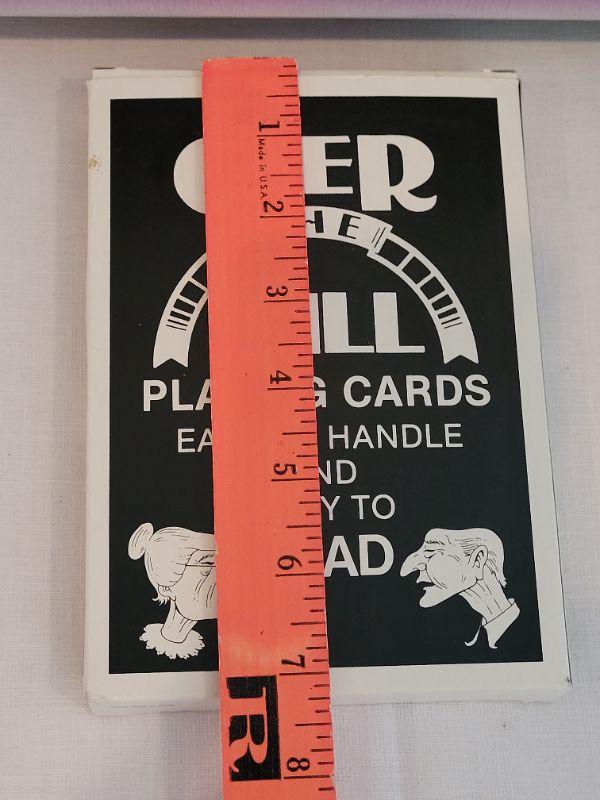 ER
HE
ILL
PLA G CARDS
EA HANDLE
ND
Y TO
AD
1
Made in U.S.A.
2
3
4
5
6
7
8
TR